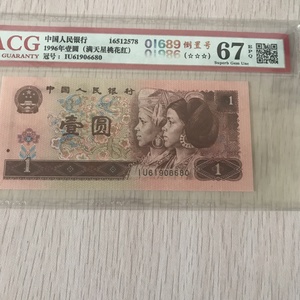 ACG
GUARANTY
中国人民银行 16512578
1996年壹圆（满天星桃花红）
冠号：IU61906680
01689 倒置号
01986 (☆☆☆)
67 EPQ
Superb Gem Unc
中国人民银行
壹圆
1
1
IU61906680